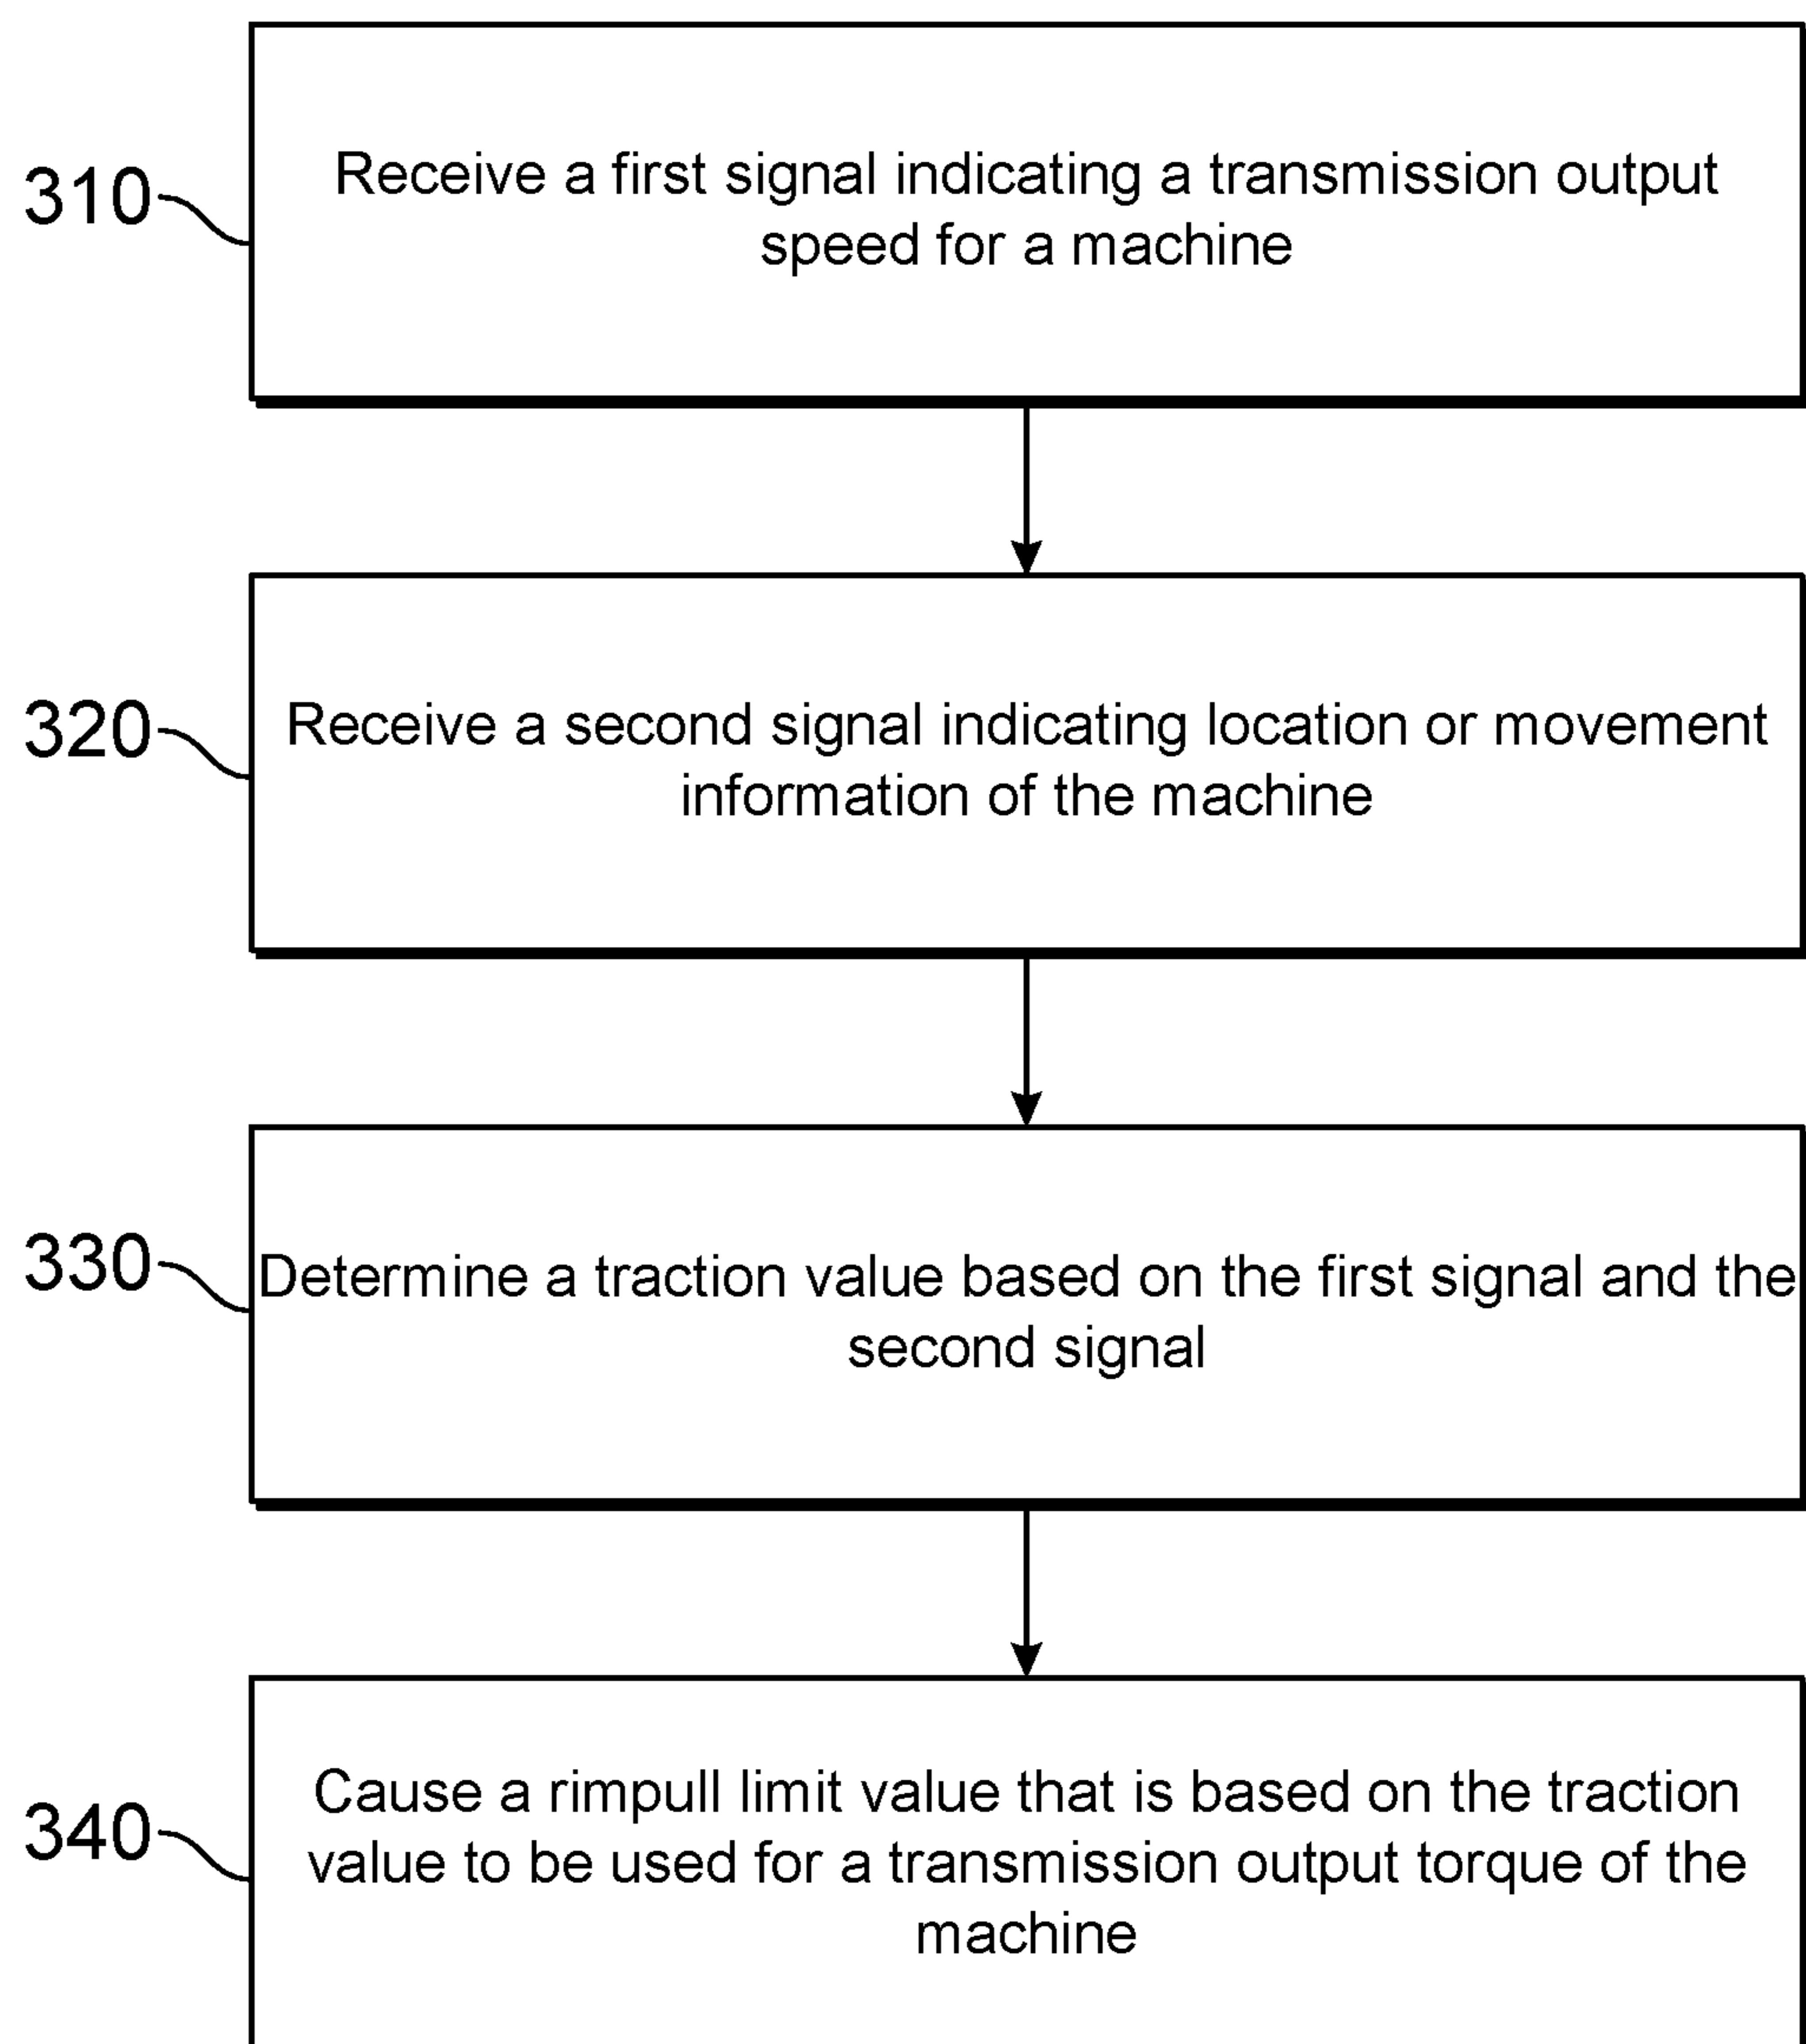 310
Receive a first signal indicating a transmission output
speed for a machine
320
Receive a second signal indicating location or movement
information of the machine
330
Determine a traction value based on the first signal and the
second signal
340
Cause a rimpull limit value that is based on the traction
value to be used for a transmission output torque of the
machine